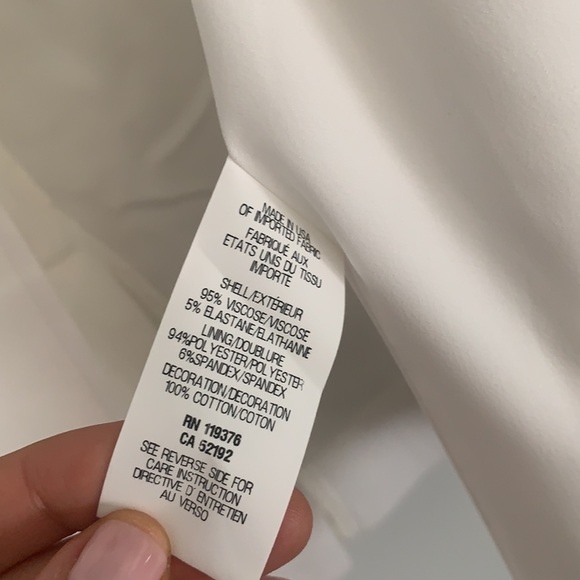 MADE IN USA
OF IMPORTED FABRIC
FABRIQUÉ AUX
ETATS UNIS DU TISSU
IMPORTE
SHELL/EXTÉRIEUR
95% VISCOSE/VISCOSE
5% ELASTANE/ELATHANNE
LINING/DOUBLURE
94%POLYESTER/POLYESTER
6%SPANDEX/SPANDEX
DECORATION/DECORATION
100% COTTON/COTON
RN 119376
CA 52192
SEE REVERSE SIDE FOR
CARE INSTRUCTION
DIRECTIVE D' ENTRETIEN
AU VERSO